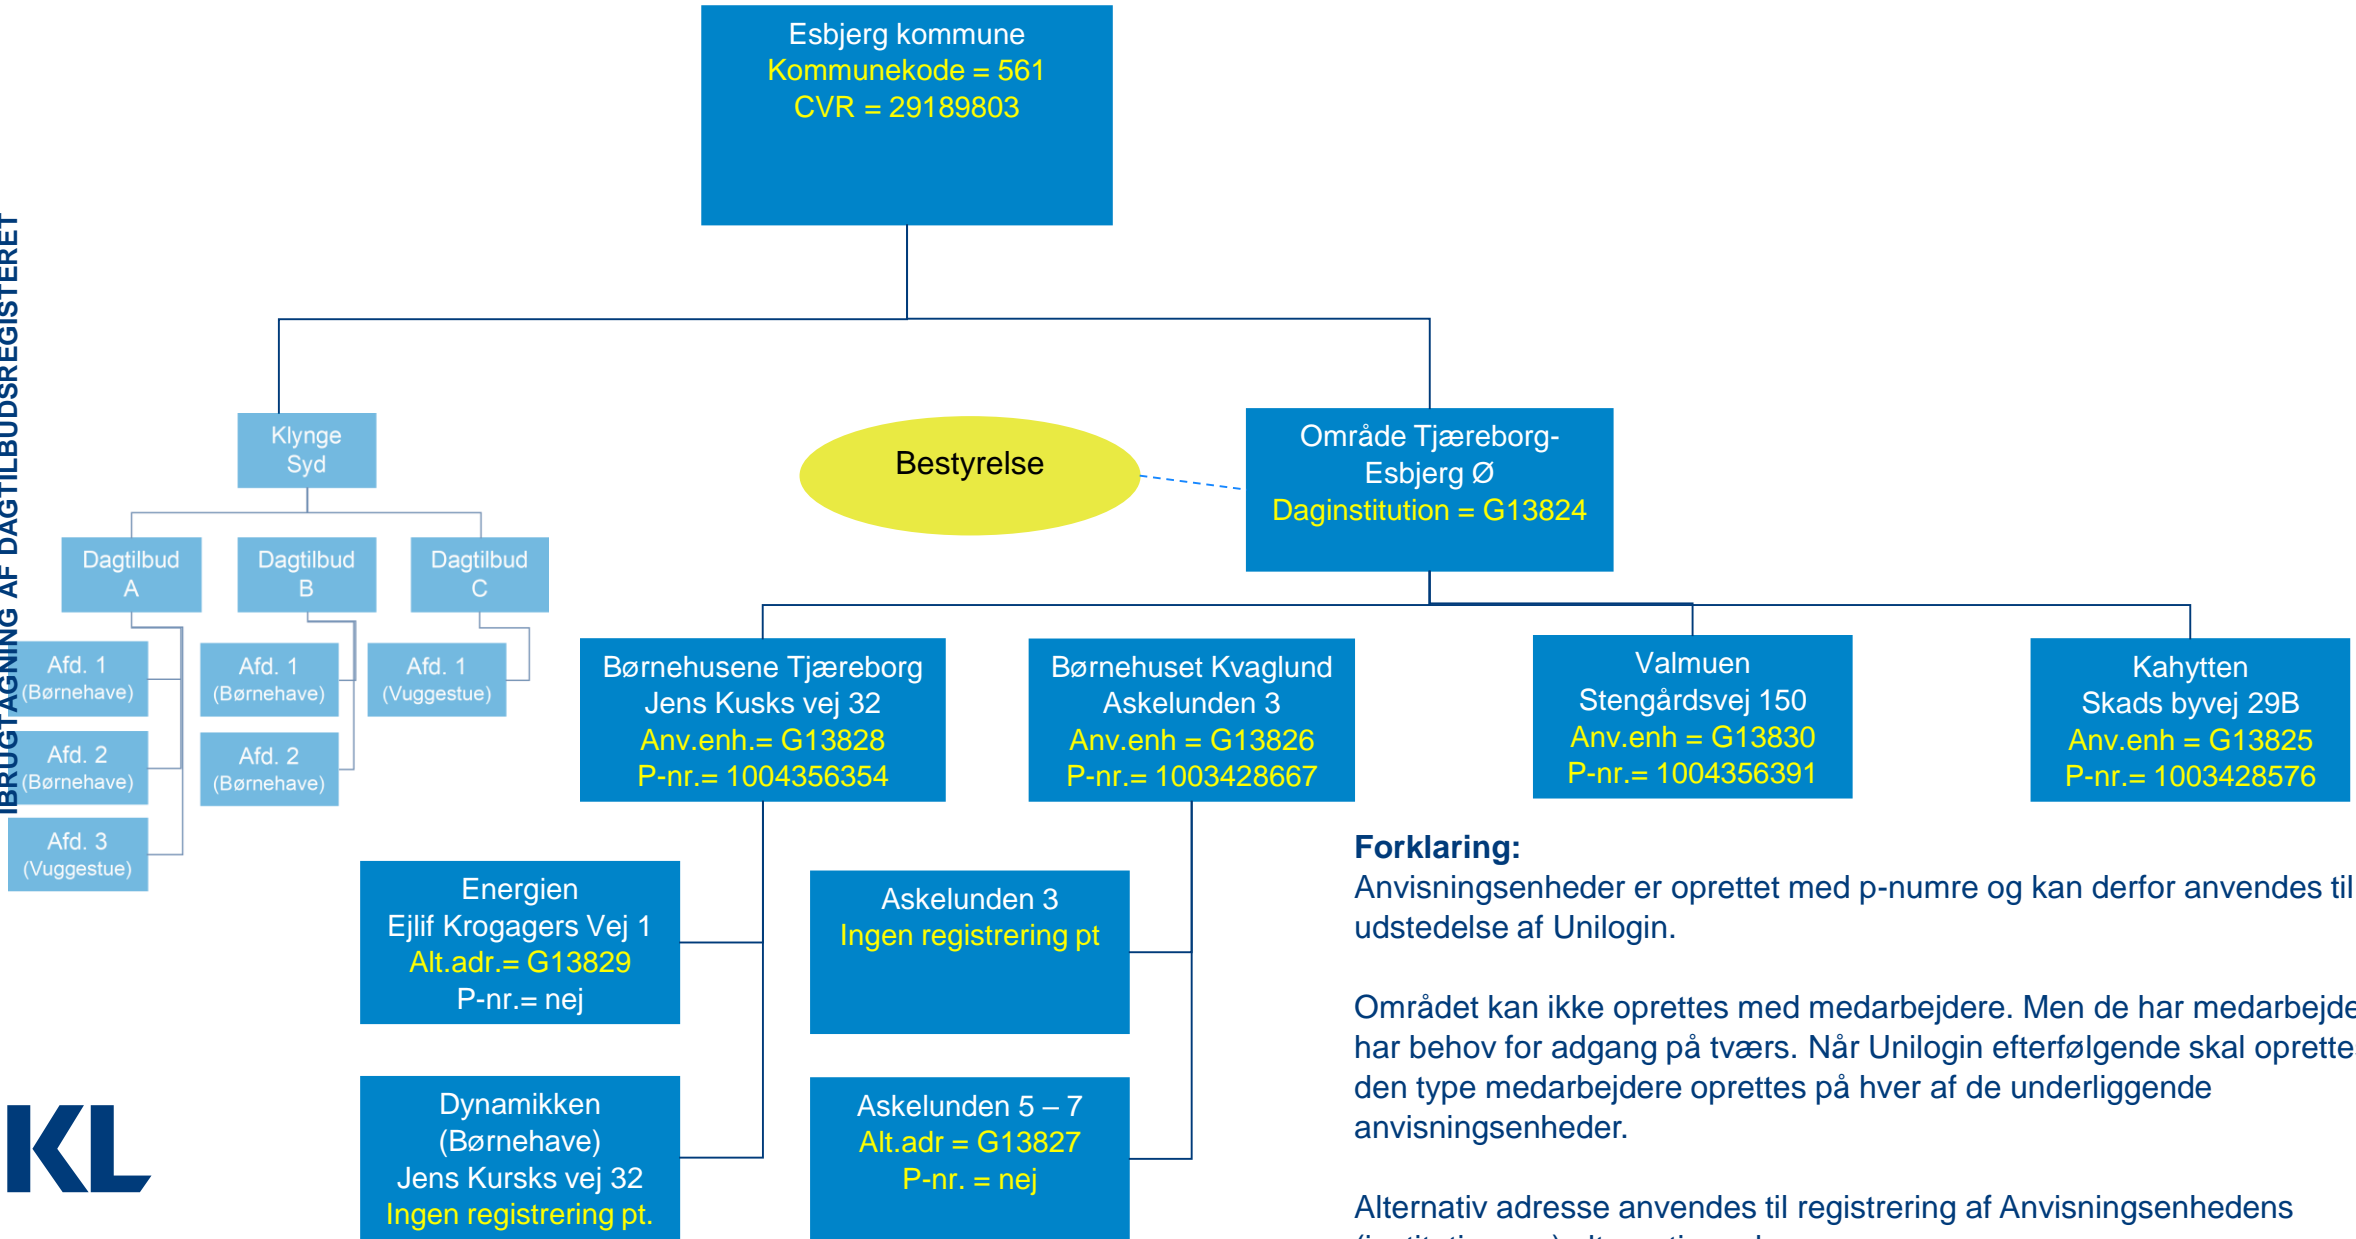 Esbjerg kommune
Kommunekode = 561
CVR = 29189803
IBRUGTAGNING AF DAGTILBUDSREGISTERET
Klynge
Syd
Bestyrelse
Område Tjæreborg-
Esbjerg Ø
Daginstitution = G13824
Dagtilbud
A
Dagtilbud
B
Dagtilbud
C
Afd. 1
(Børnehave)
Afd. 2
(Børnehave)
Afd. 3
(Vuggestue)
Afd. 1
(Børnehave)
Afd. 2
(Børnehave)
Afd. 1
(Vuggestue)
Børnehusene Tjæreborg
Jens Kusks vej 32
Anv.enh.= G13828
P-nr.= 1004356354
Børnehuset Kvaglund
Askelunden 3
Anv.enh = G13826
P-nr.= 1003428667
Valmuen
Stengårdsvej 150
Anv.enh = G13830
P-nr.= 1004356391
Kahytten
Skads byvej 29B
Anv.enh = G13825
P-nr.= 1003428576
Energien
Ejlif Krogagers Vej 1
Alt.adr.= G13829
P-nr.= nej
Dynamikken
(Børnehave)
Jens Kursks vej 32
Ingen registrering pt.
Askelunden 3
Ingen registrering pt
Askelunden 5 – 7
Alt.adr = G13827
P-nr. = nej
Forklaring:
Anvisningsenheder er oprettet med p-numre og kan derfor anvendes til
udstedelse af Unilogin.
Området kan ikke oprettes med medarbejdere. Men de har medarbejde
har behov for adgang på tværs. Når Unilogin efterfølgende skal oprette
den type medarbejdere oprettes på hver af de underliggende
anvisningsenheder.
Alternativ adresse anvendes til registrering af Anvisningsenhedens
KL